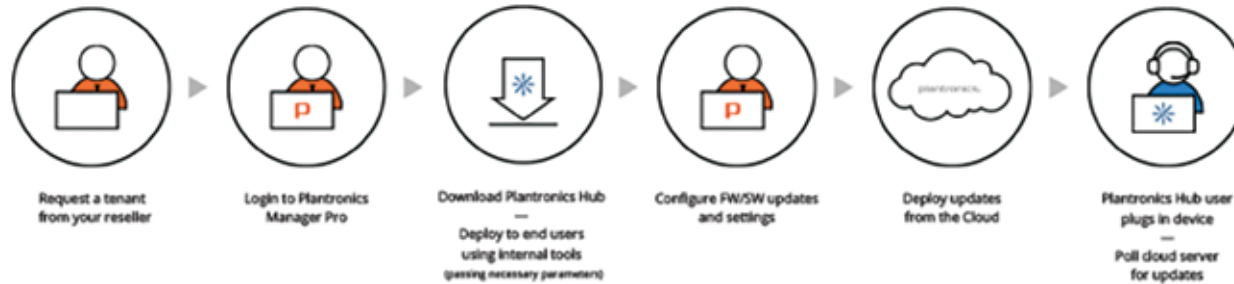 p
p
plantronics.
Request a tenant
from your reseller
Login to Plantronics
Manager Pro
Download Plantronics Hub
—
Deploy to end users
using internal tools
(passing necessary parameters)
Configure FW/SW updates
and settings
Deploy updates
from the Cloud
Plantronics Hub user
plugs in device
—
Poll cloud server
for updates